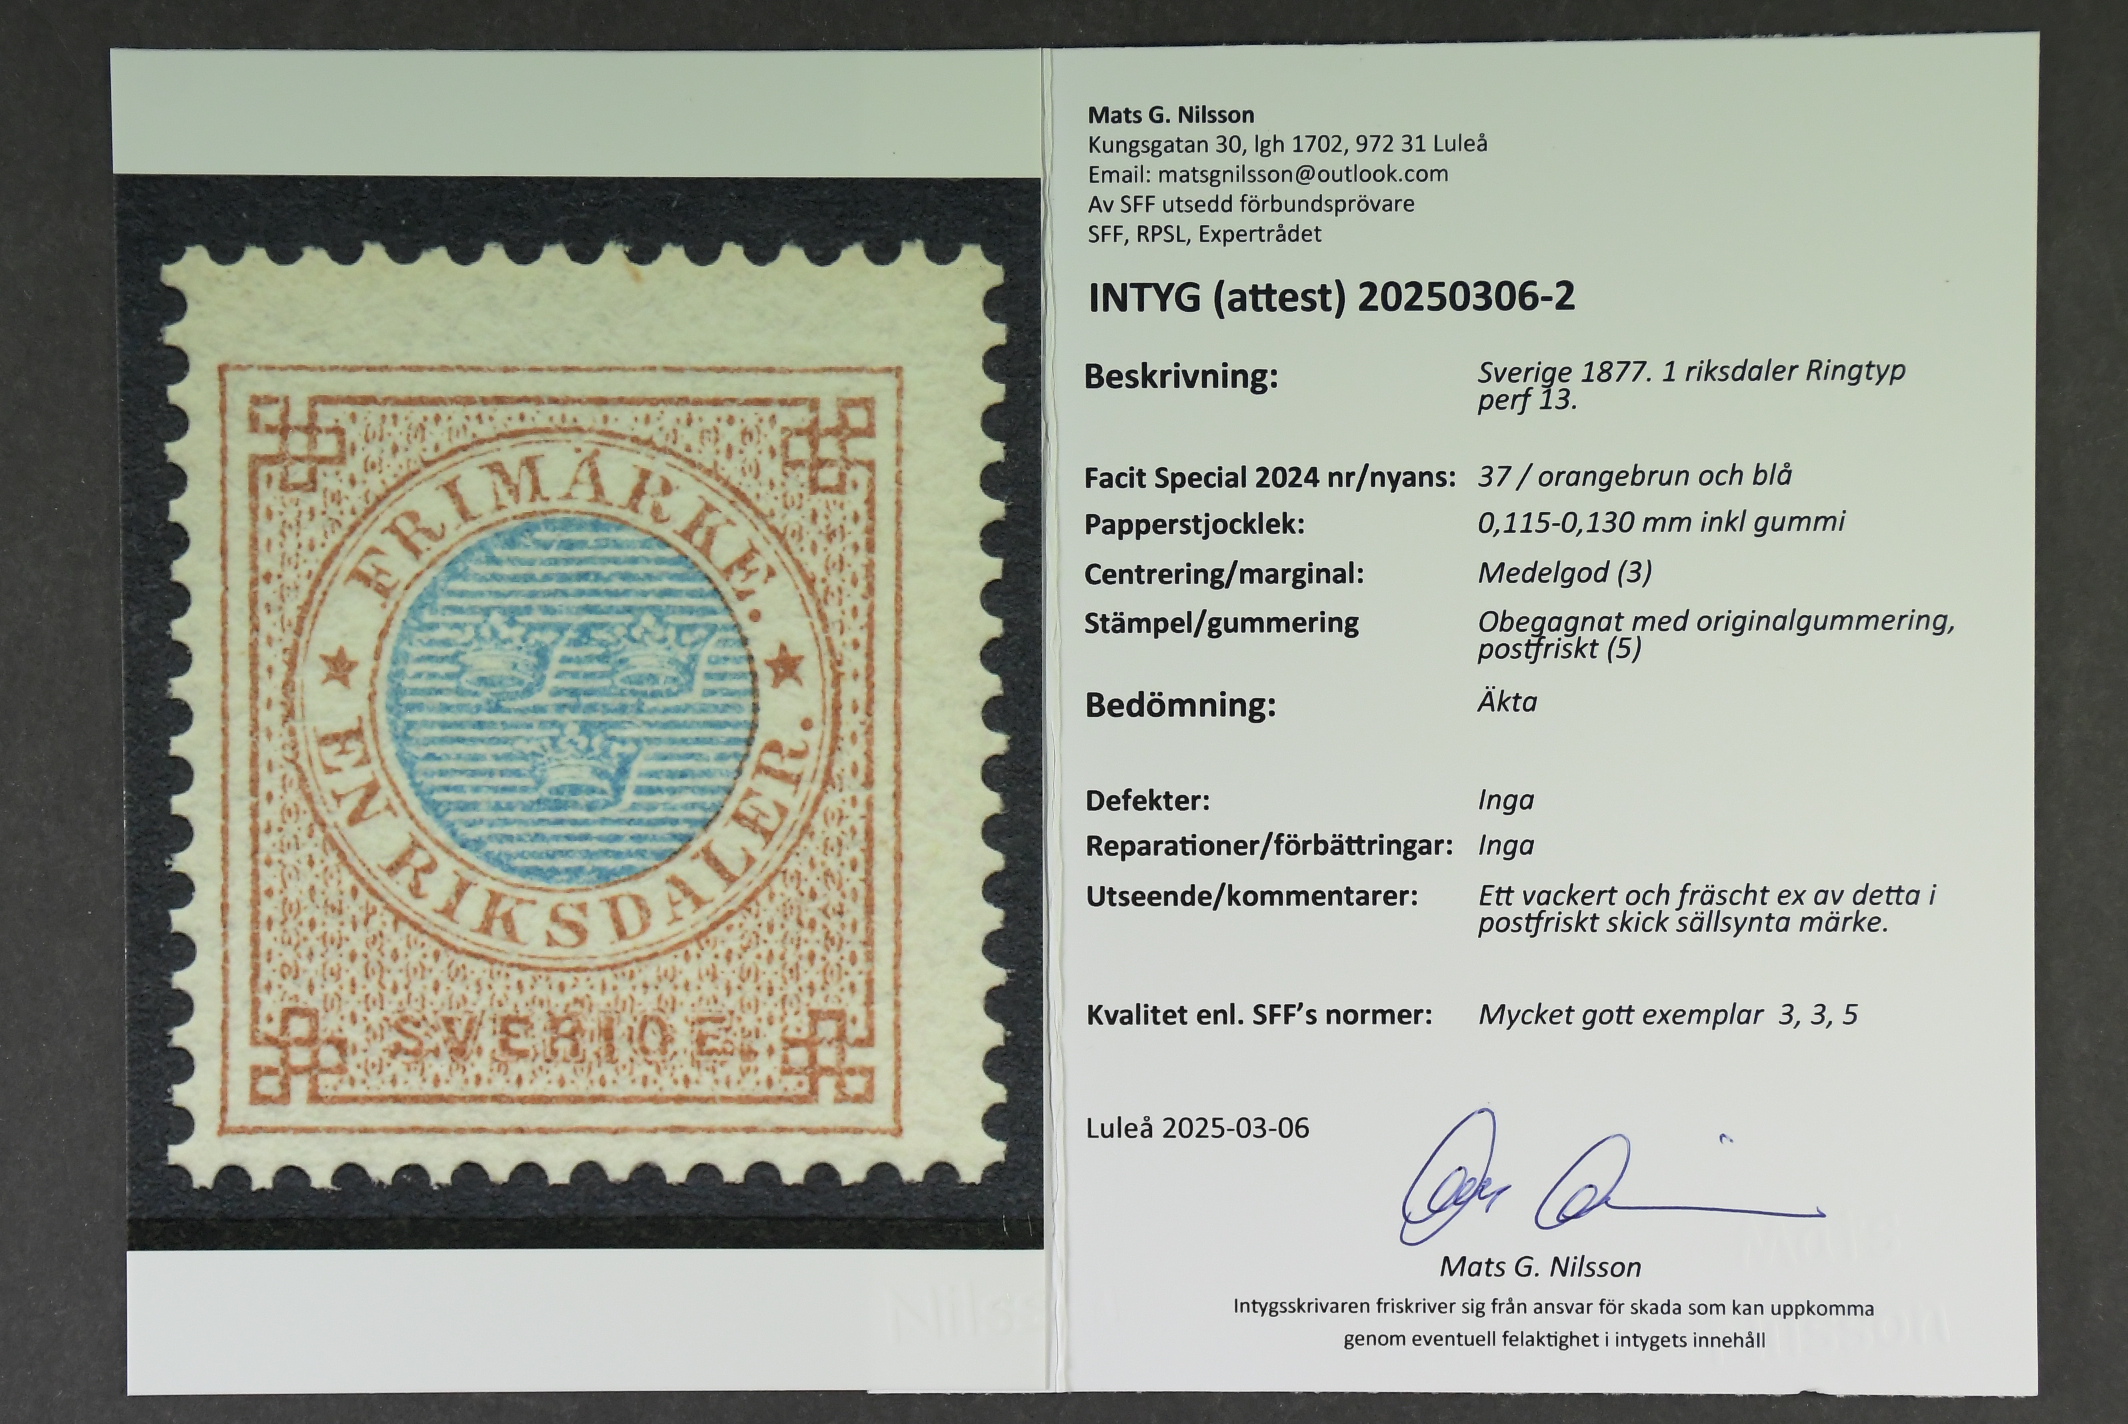 FRIMÄRKE.
EN RIKSDALER.
SVERIGE
Mats G. Nilsson
Kungsgatan 30, lgh 1702, 972 31 Luleå
Email: matsgnilsson@outlook.com
Av SFF utsedd förbundsprövare
SFF, RPSL, Expertrådet
INTYG (attest) 20250306-2
Beskrivning: Sverige 1877. 1 riksdaler Ringtyp
perf 13.
Facit Special 2024 nr/nyans: 37 / orangebrun och blå
Papperstjocklek: 0,115-0,130 mm inkl gummi
Centrering/marginal: Medelgod (3)
Stämpel/gummering Obegagnat med originalgummering,
postfriskt (5)
Bedömning: Äkta
Defekter: Inga
Reparationer/förbättringar: Inga
Utseende/kommentarer: Ett vackert och fräscht ex av detta i
postfriskt skick sällsynta märke.
Kvalitet enl. SFF's normer: Mycket gott exemplar 3, 3, 5
Luleå 2025-03-06
Mats G. Nilsson
Intygsskrivaren friskriver sig från ansvar för skada som kan uppkomma
genom eventuell felaktighet i intygets innehåll